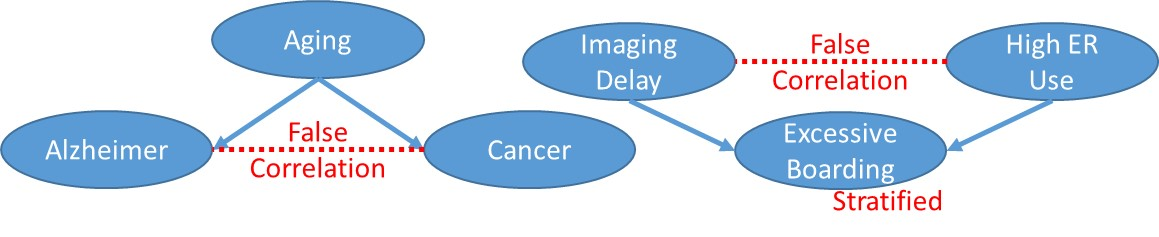 Aging
Alzheimer
False
Correlation
Cancer
Imaging
Delay
False
Correlation
High ER
Use
Excessive
Boarding
Stratified